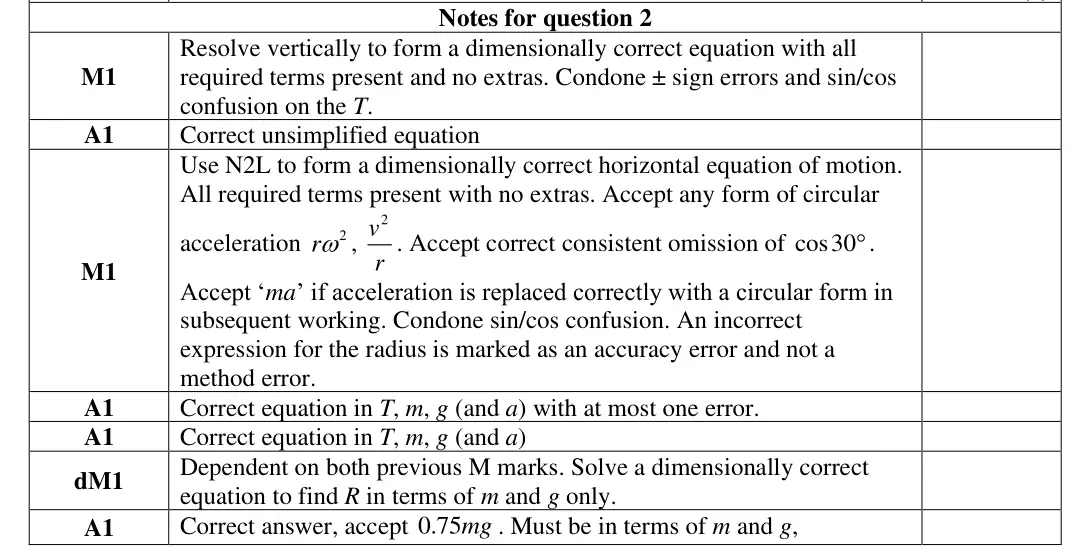 Notes for question 2
M1
Resolve vertically to form a dimensionally correct equation with all
required terms present and no extras. Condone ± sign errors and sin/cos
confusion on the T.
A1
Correct unsimplified equation
M1
Use N2L to form a dimensionally correct horizontal equation of motion.
All required terms present with no extras. Accept any form of circular
acceleration rω², v²/r. Accept correct consistent omission of cos 30°.
Accept ‘ma’ if acceleration is replaced correctly with a circular form in
subsequent working. Condone sin/cos confusion. An incorrect
expression for the radius is marked as an accuracy error and not a
method error.
A1
Correct equation in T, m, g (and a) with at most one error.
A1
Correct equation in T, m, g (and a)
dM1
Dependent on both previous M marks. Solve a dimensionally correct
equation to find R in terms of m and g only.
A1
Correct answer, accept 0.75mg. Must be in terms of m and g,